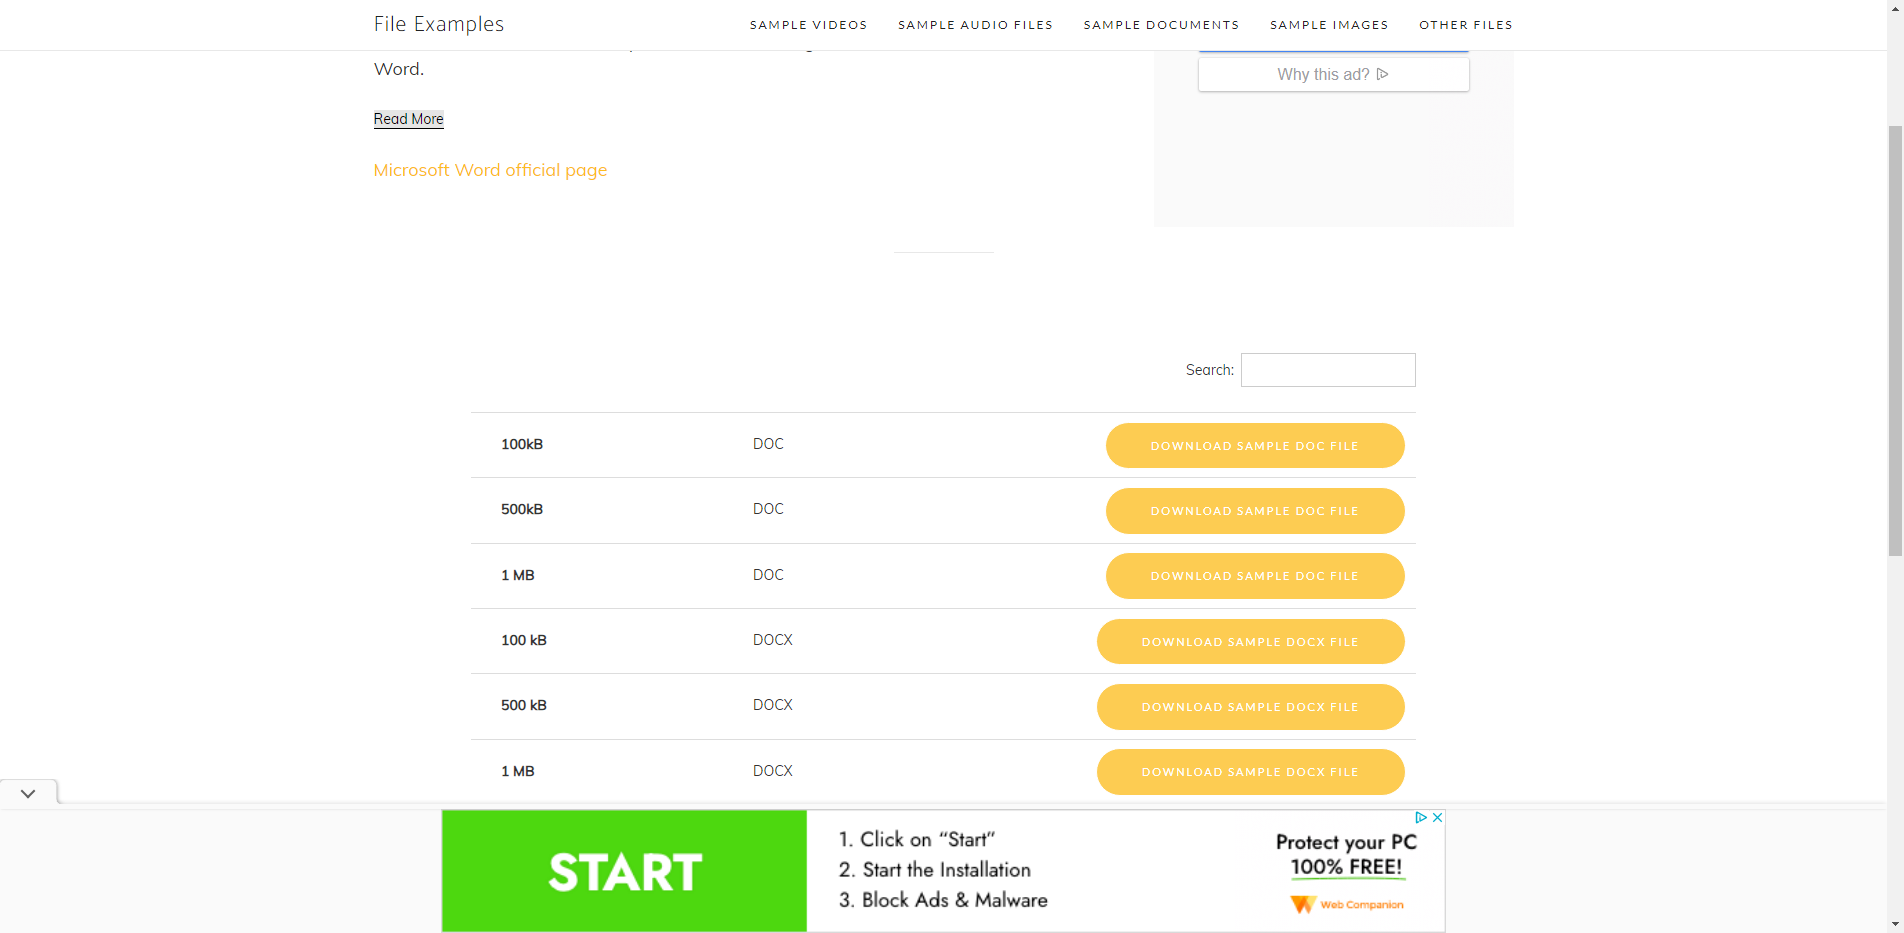 File Examples
SAMPLE VIDEOS SAMPLE AUDIO FILES SAMPLE DOCUMENTS SAMPLE IMAGES OTHER FILES
Word.
Why this ad?
Read More
Microsoft Word official page
Search:
100kB DOC DOWNLOAD SAMPLE DOC FILE
500kB DOC DOWNLOAD SAMPLE DOC FILE
1 MB DOC DOWNLOAD SAMPLE DOC FILE
100 kB DOCX DOWNLOAD SAMPLE DOCX FILE
500 kB DOCX DOWNLOAD SAMPLE DOCX FILE
1 MB DOCX DOWNLOAD SAMPLE DOCX FILE
START
1. Click on “Start”
2. Start the Installation
3. Block Ads & Malware
Protect your PC
100% FREE!
Web Companion